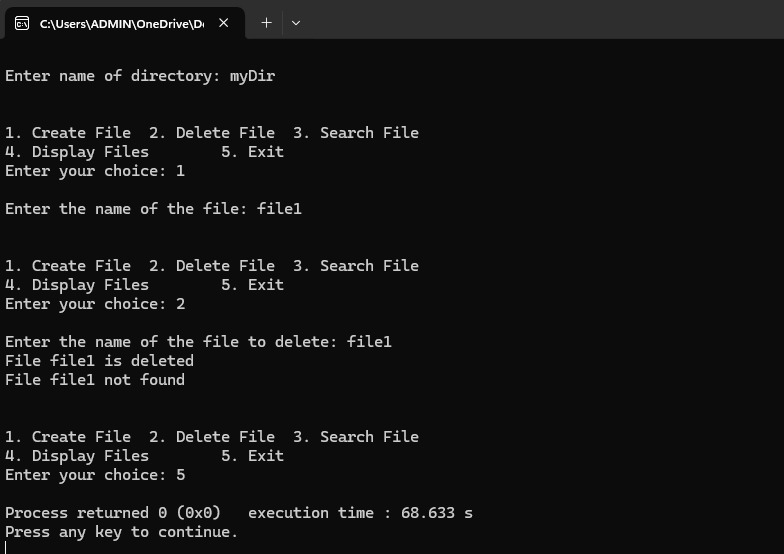 C:\Users\ADMIN\OneDrive\De
Enter name of directory: myDir
1. Create File  2. Delete File  3. Search File
4. Display Files        5. Exit
Enter your choice: 1
Enter the name of the file: file1
1. Create File  2. Delete File  3. Search File
4. Display Files        5. Exit
Enter your choice: 2
Enter the name of the file to delete: file1
File file1 is deleted
File file1 not found
1. Create File  2. Delete File  3. Search File
4. Display Files        5. Exit
Enter your choice: 5
Process returned 0 (0x0)   execution time : 68.633 s
Press any key to continue.